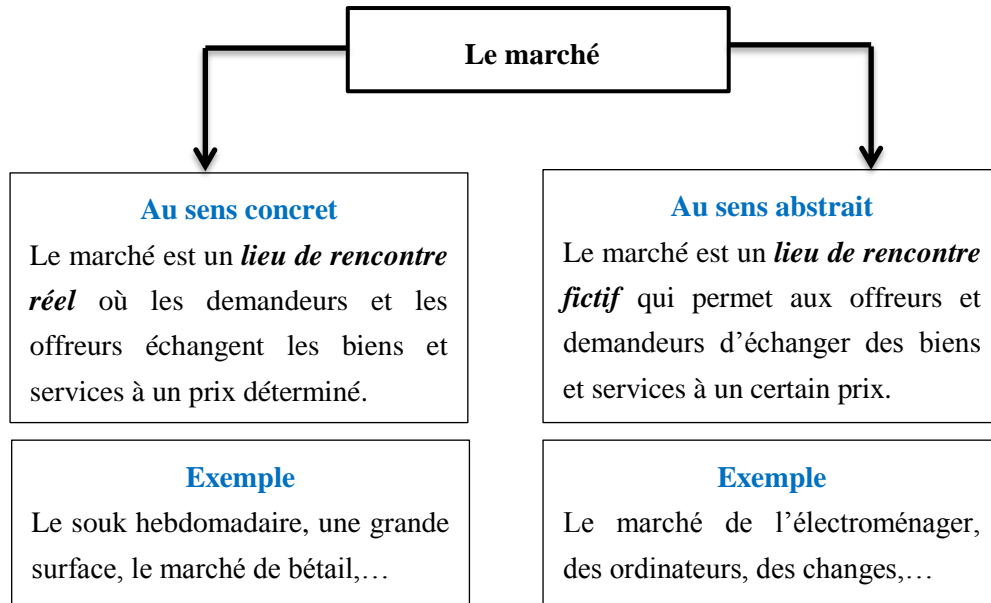 Le marché
Au sens concret
Le marché est un lieu de rencontre
réel où les demandeurs et les
offreurs échangent les biens et
services à un prix déterminé.
Au sens abstrait
Le marché est un lieu de rencontre
fictif qui permet aux offreurs et
demandeurs d’échanger des biens
et services à un certain prix.
Exemple
Le souk hebdomadaire, une grande
surface, le marché de bétail,…
Exemple
Le marché de l’électroménager,
des ordinateurs, des changes,…